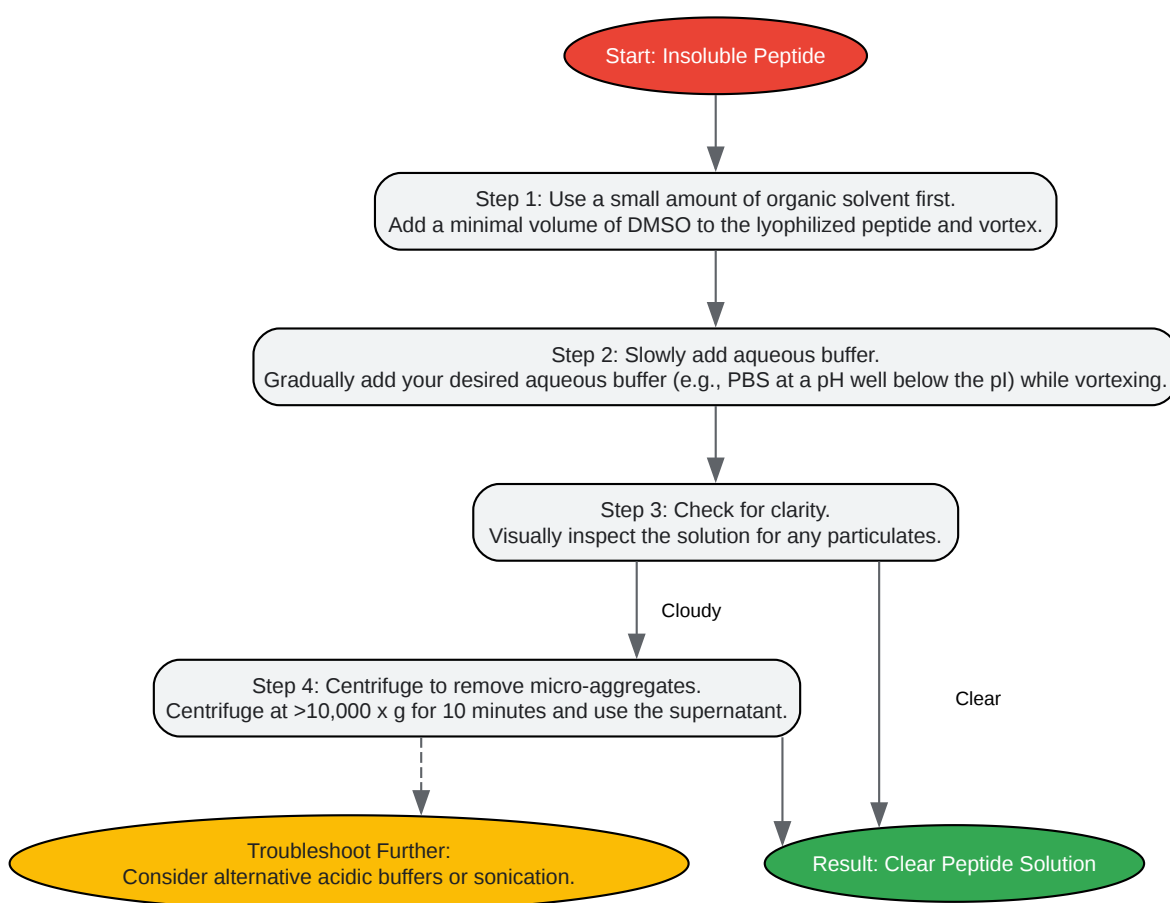 Start: Insoluble Peptide
Step 1: Use a small amount of organic solvent first.
Add a minimal volume of DMSO to the lyophilized peptide and vortex.
Step 2: Slowly add aqueous buffer.
Gradually add your desired aqueous buffer (e.g., PBS at a pH well below the pI) while vortexing.
Step 3: Check for clarity.
Visually inspect the solution for any particulates.
Cloudy
Step 4: Centrifuge to remove micro-aggregates.
Centrifuge at >10,000 x g for 10 minutes and use the supernatant.
Clear
Troubleshoot Further:
Consider alternative acidic buffers or sonication.
Result: Clear Peptide Solution